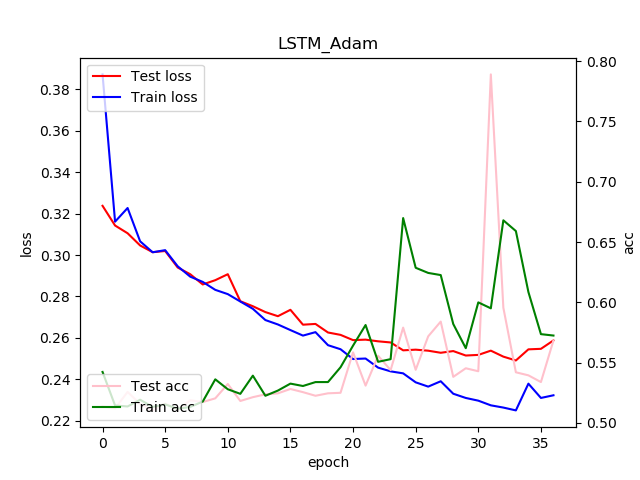 LSTM_Adam
Test loss
Train loss
0.38
0.36
0.34
0.32
0.30
0.28
0.26
0.24
0.22
loss
0.80
0.75
0.70
0.65
0.60
0.55
0.50
acc
Test acc
Train acc
0 5 10 15 20 25 30 35
epoch